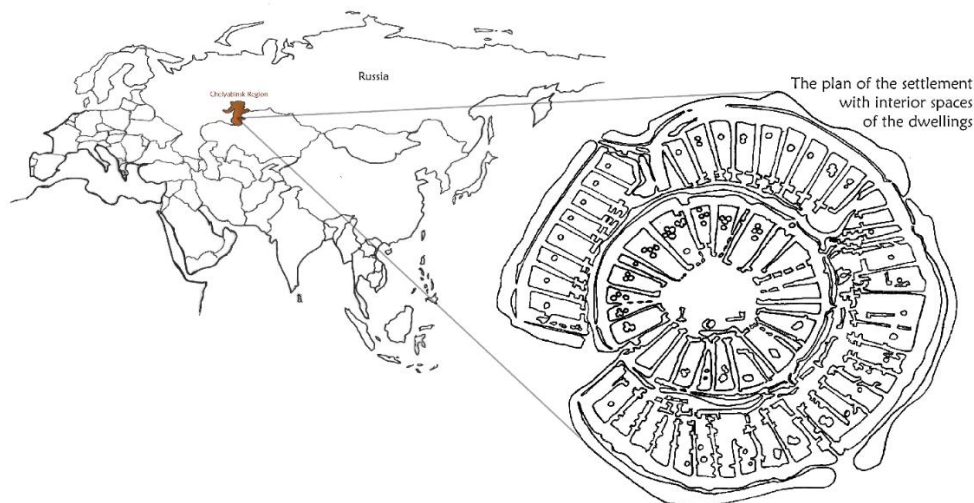 Russia
Chelyabinsk Region
The plan of the settlement
with interior spaces
of the dwellings